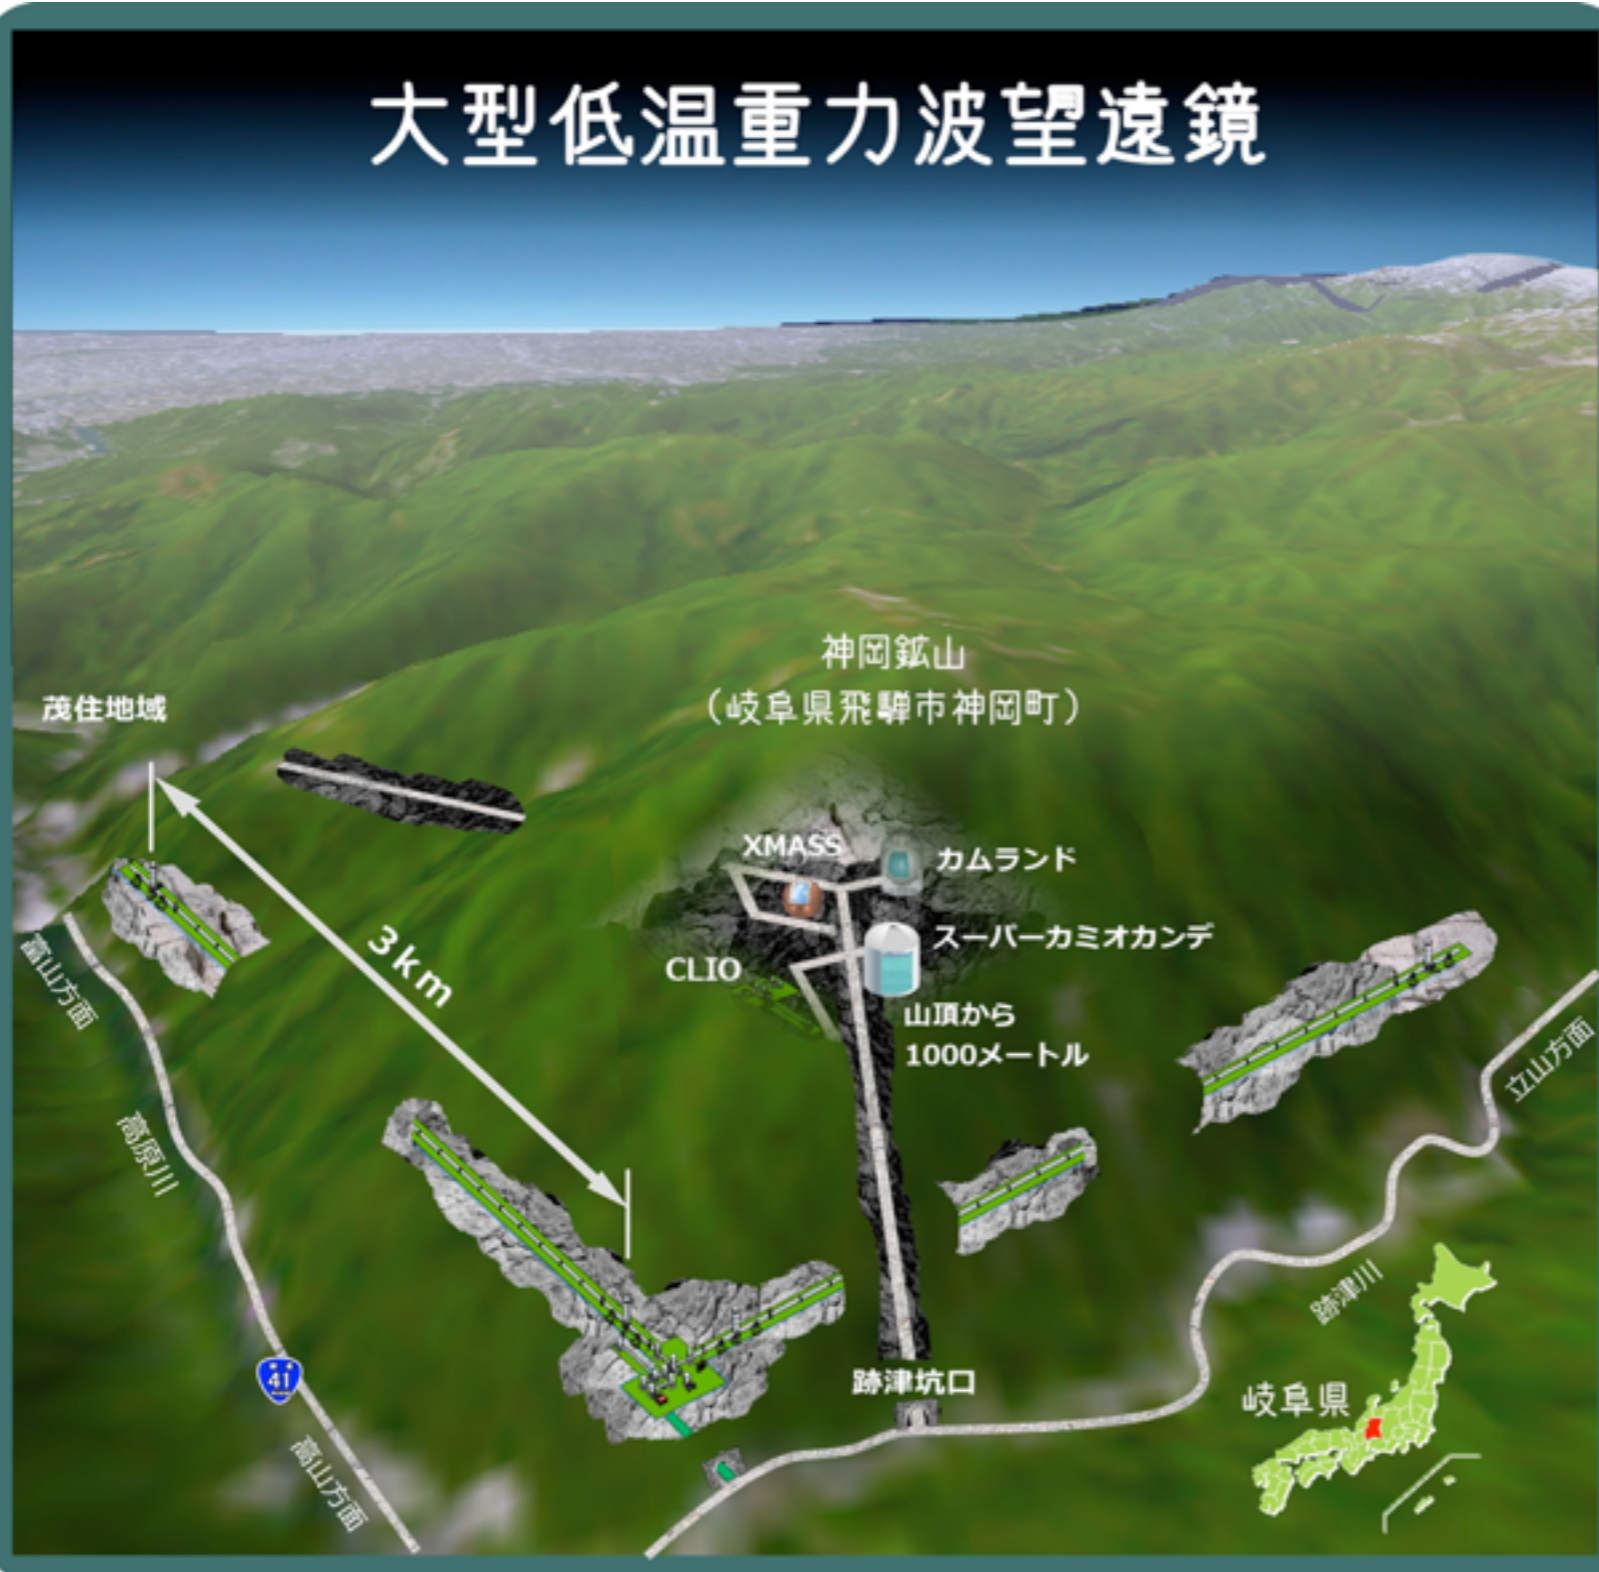 大型低温重力波望遠鏡
神岡鉱山
（岐阜県飛騨市神岡町）
茂住地域
XMASS
カムランド
スーパーカミオカンデ
CLIO
3km
山頂から
1000メートル
富山方面
立山方面
高原川
跡津川
跡津坑口
岐阜県
41
高山方面